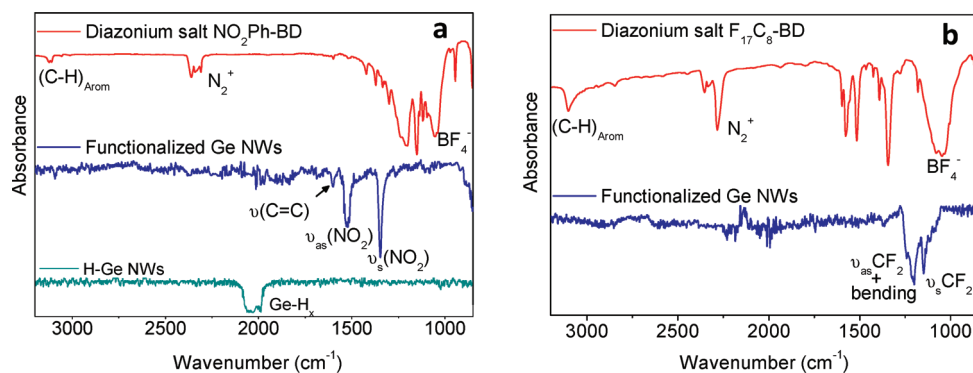 a
Diazonium salt NO₂Ph-BD
(C-H)Arom
N₂⁺
BF₄⁻
Functionalized Ge NWs
υ(C=C)
υas(NO₂)
υs(NO₂)
H-Ge NWs
Ge-Hx
Absorbance
3000 2500 2000 1500 1000
Wavenumber (cm⁻¹)
b
Diazonium salt F₁₇C₈-BD
(C-H)Arom
N₂⁺
BF₄⁻
Functionalized Ge NWs
υasCF₂
+
bending
υsCF₂
Absorbance
3000 2500 2000 1500 1000
Wavenumber (cm⁻¹)